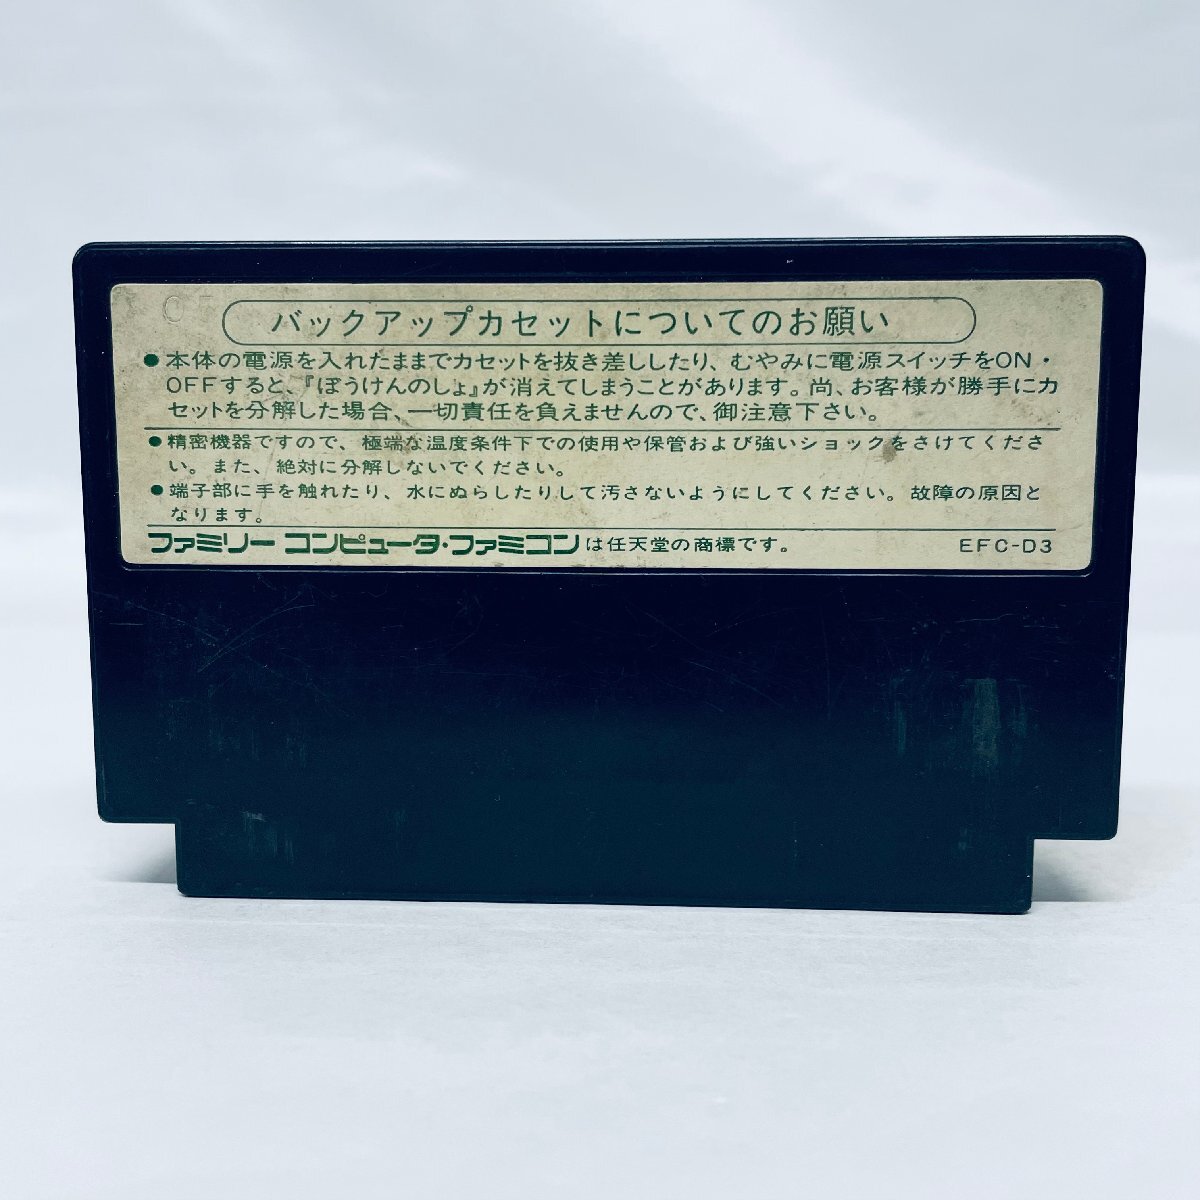 05
バックアップカセットについてのお願い
●本体の電源を入れたままでカセットを抜き差ししたり、むやみに電源スイッチをON・
OFFすると、『ぼうけんのしょ』が消えてしまうことがあります。尚、お客様が勝手にカ
セットを分解した場合、一切責任を負えませんので、御注意下さい。
●精密機器ですので、極端な温度条件下での使用や保管および強いショックをさけてくださ
い。また、絶対に分解しないでください。
●端子部に手を触れたり、水にぬらしたりして汚さないようにしてください。故障の原因と
なります。
ファミリー コンピュータ・ファミコンは任天堂の商標です。 EFC-D3